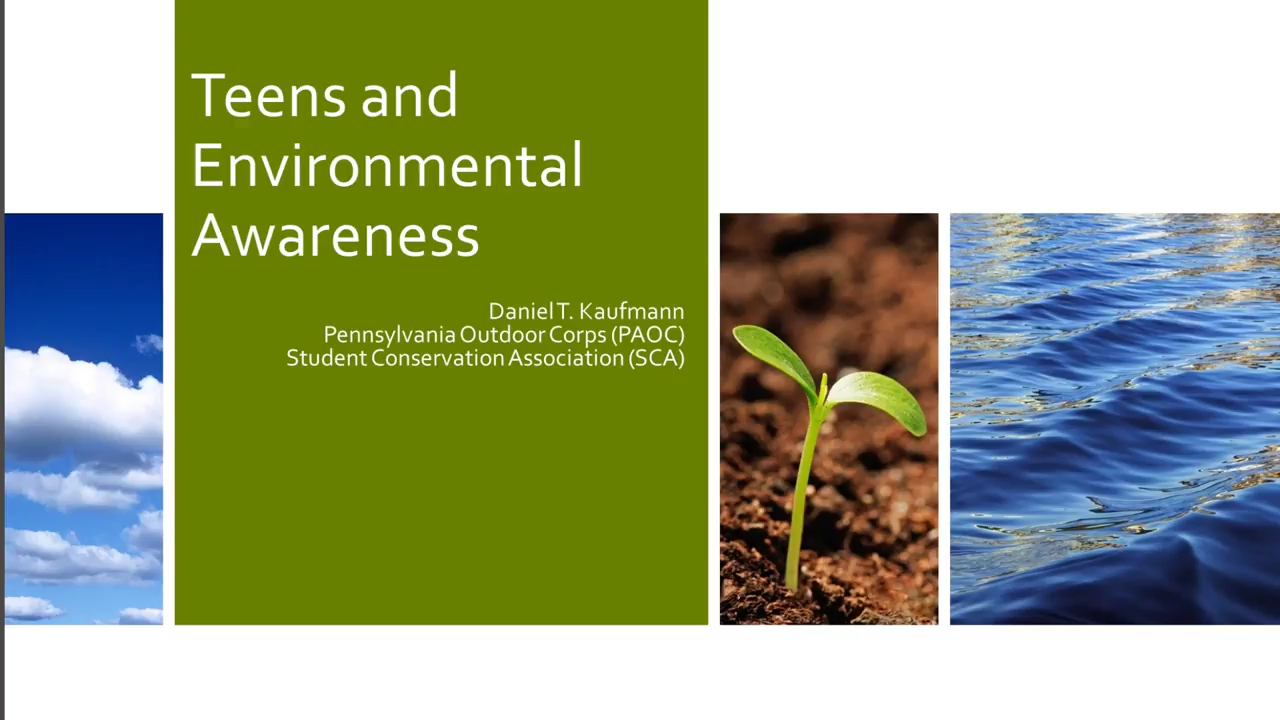 Teens and
Environmental
Awareness
Daniel T. Kaufmann
Pennsylvania Outdoor Corps (PAOC)
Student Conservation Association (SCA)